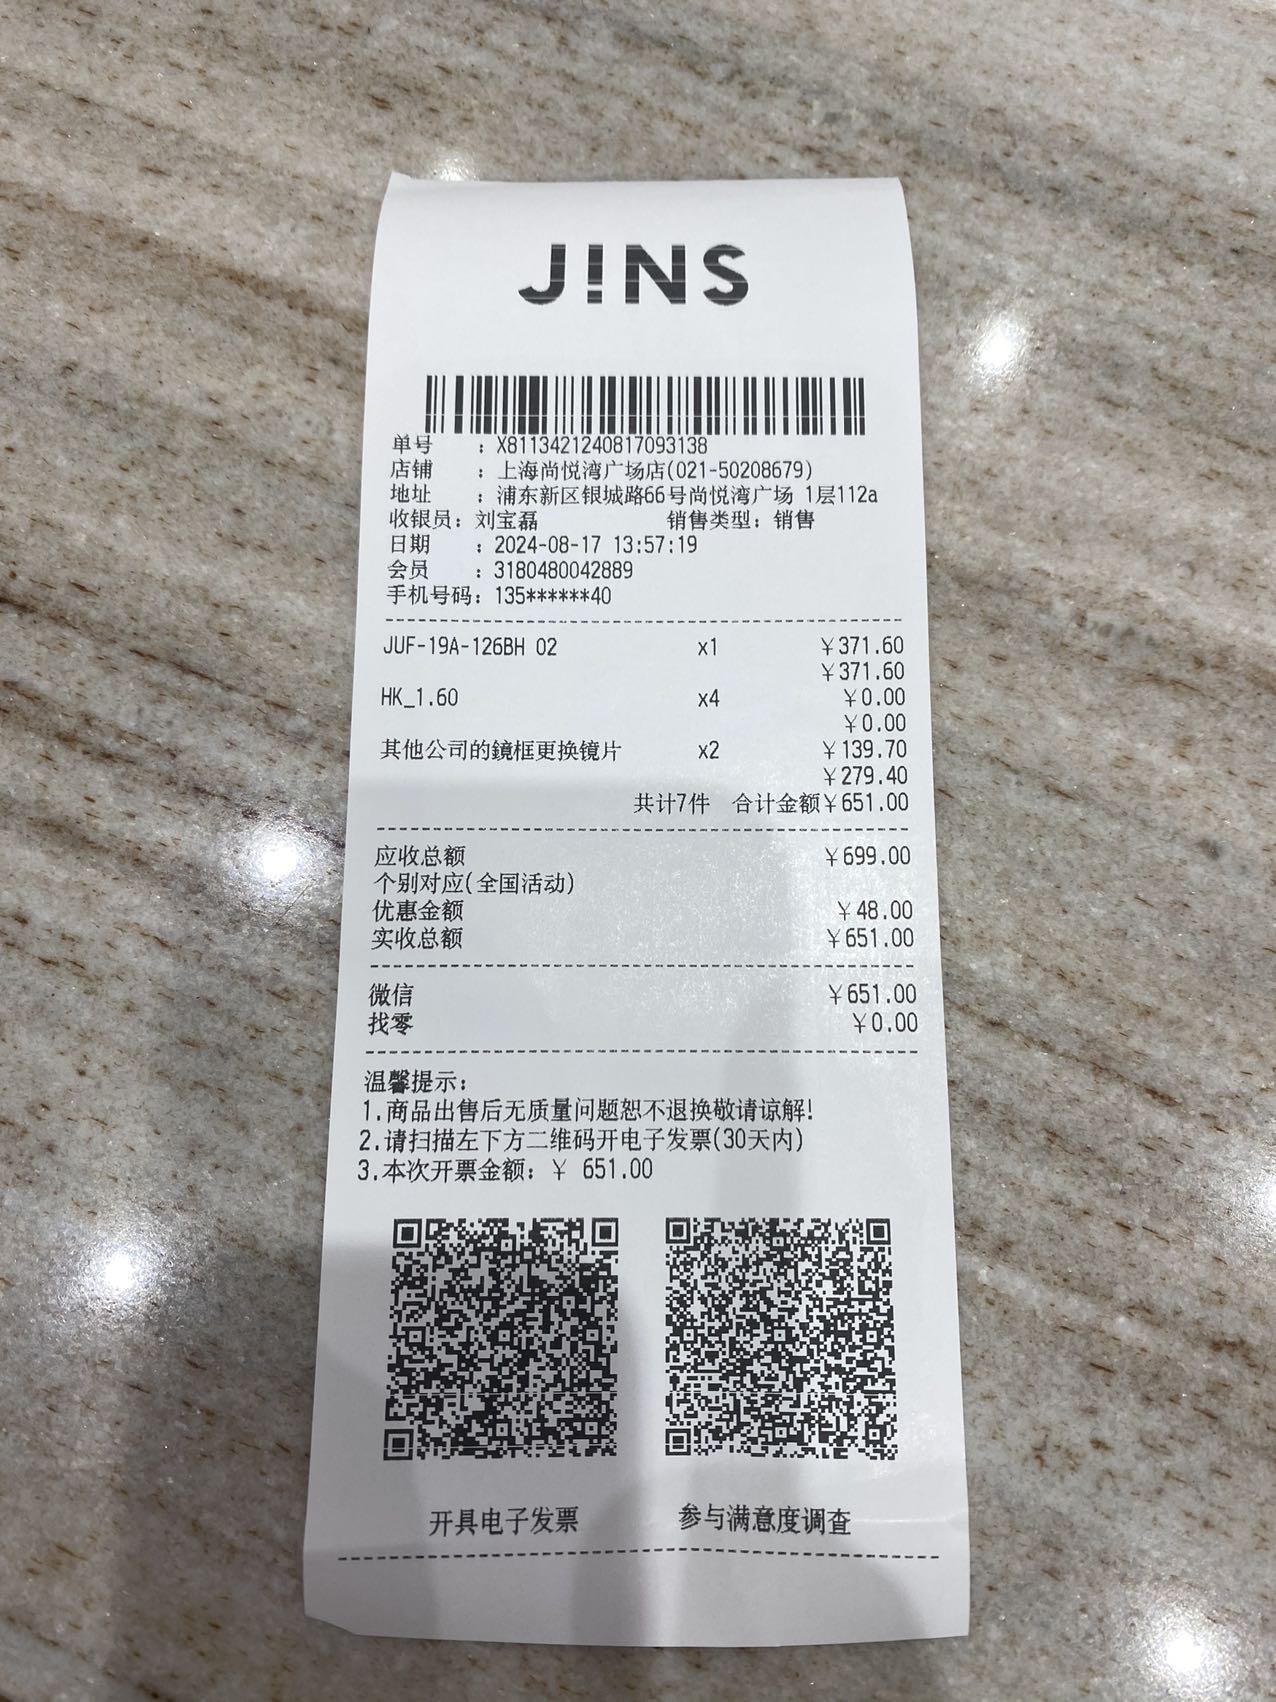 J!NS
单号 : X8113421240817093138
店铺 : 上海尚悦湾广场店(021-50208679)
地址 : 浦东新区银城路66号尚悦湾广场 1层112a
收银员: 刘宝磊 销售类型: 销售
日期 : 2024-08-17 13:57:19
会员 : 3180480042889
手机号码: 135******40
JUF-19A-126BH 02 x1 ¥371.60
¥371.60
HK_1.60 x4 ¥0.00
¥0.00
其他公司的鏡框更换镜片 x2 ¥139.70
¥279.40
共计7件 合计金额¥651.00
应收总额 ¥699.00
个别对应(全国活动)
优惠金额 ¥48.00
实收总额 ¥651.00
微信 ¥651.00
找零 ¥0.00
温馨提示:
1.商品出售后无质量问题恕不退换敬请谅解!
2.请扫描左下方二维码开电子发票(30天内)
3.本次开票金额: ¥ 651.00
开具电子发票 参与满意度调查